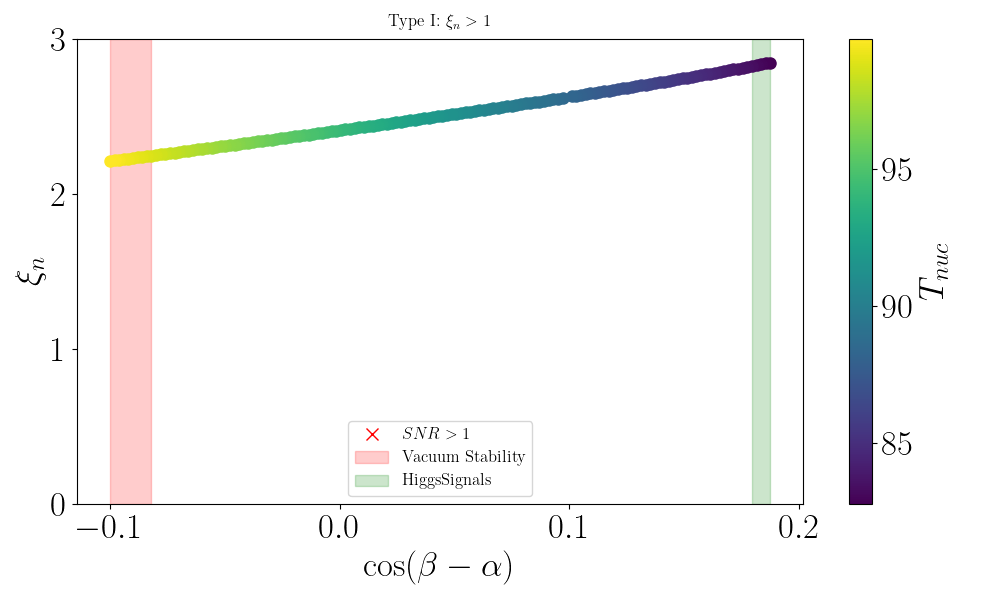 Type I: ξₙ > 1
3
2
1
0
ξₙ
−0.1
0.0
0.1
0.2
cos(β − α)
SNR > 1
Vacuum Stability
HiggsSignals
95
90
85
Tₙᵤ꜀